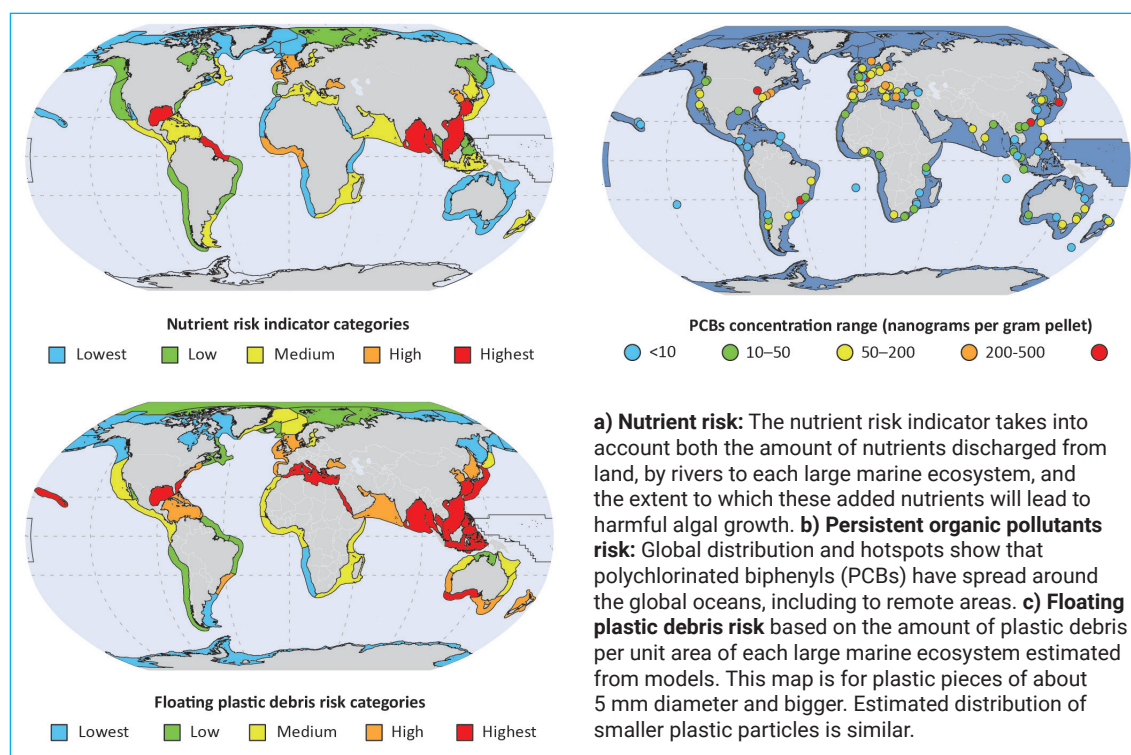 Nutrient risk indicator categories
Lowest Low Medium High Highest
PCBs concentration range (nanograms per gram pellet)
<10 10–50 50–200 200-500
Floating plastic debris risk categories
Lowest Low Medium High Highest
a) Nutrient risk: The nutrient risk indicator takes into
account both the amount of nutrients discharged from
land, by rivers to each large marine ecosystem, and
the extent to which these added nutrients will lead to
harmful algal growth. b) Persistent organic pollutants
risk: Global distribution and hotspots show that
polychlorinated biphenyls (PCBs) have spread around
the global oceans, including to remote areas. c) Floating
plastic debris risk based on the amount of plastic debris
per unit area of each large marine ecosystem estimated
from models. This map is for plastic pieces of about
5 mm diameter and bigger. Estimated distribution of
smaller plastic particles is similar.